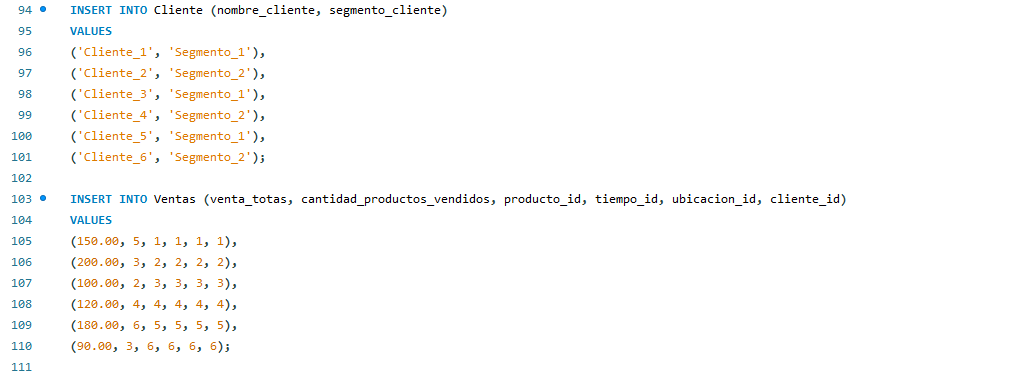 94 INSERT INTO Cliente (nombre_cliente, segmento_cliente)
95 VALUES
96 ('Cliente_1', 'Segmento_1'),
97 ('Cliente_2', 'Segmento_2'),
98 ('Cliente_3', 'Segmento_1'),
99 ('Cliente_4', 'Segmento_2'),
100 ('Cliente_5', 'Segmento_1'),
101 ('Cliente_6', 'Segmento_2');
102
103 INSERT INTO Ventas (venta_totas, cantidad_productos_vendidos, producto_id, tiempo_id, ubicacion_id, cliente_id)
104 VALUES
105 (150.00, 5, 1, 1, 1, 1),
106 (200.00, 3, 2, 2, 2, 2),
107 (100.00, 2, 3, 3, 3, 3),
108 (120.00, 4, 4, 4, 4, 4),
109 (180.00, 6, 5, 5, 5, 5),
110 (90.00, 3, 6, 6, 6, 6);
111